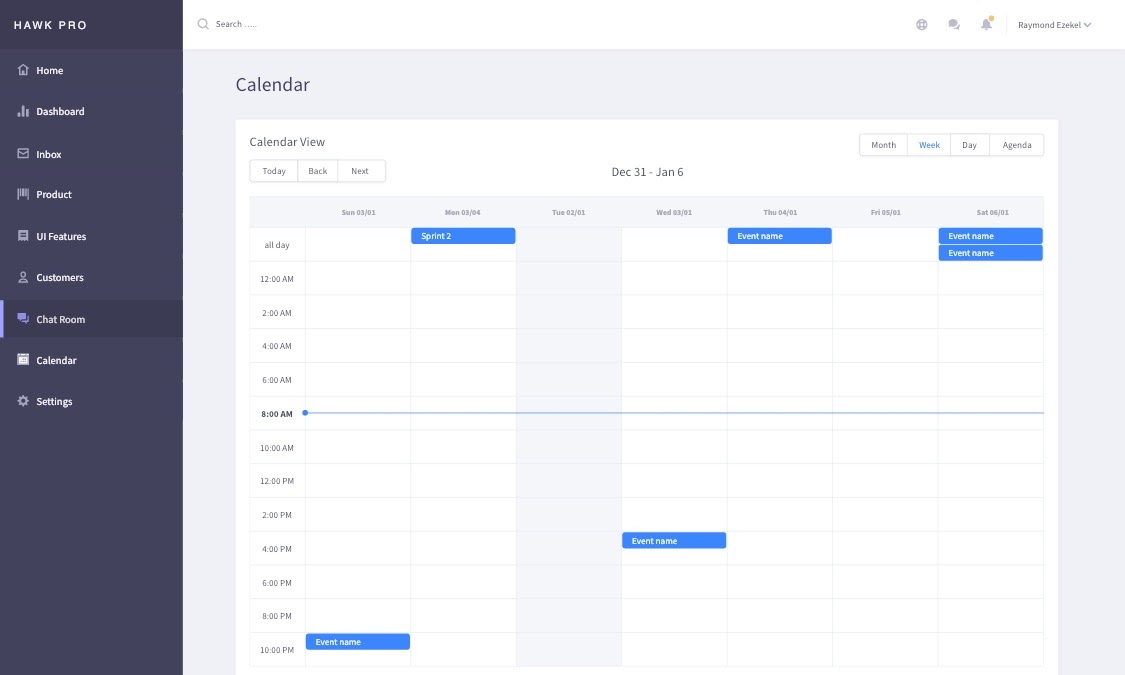 HAWK PRO
Search .....
Raymond Ezekel
Home
Dashboard
Inbox
Product
UI Features
Customers
Chat Room
Calendar
Settings
Calendar
Calendar View
Month Week Day Agenda
Today Back Next
Dec 31 - Jan 6
Sun 03/01 Mon 03/04 Tue 02/01 Wed 03/01 Thu 04/01 Fri 05/01 Sat 06/01
all day
Sprint 2
Event name
Event name
Event name
12:00 AM
2:00 AM
4:00 AM
6:00 AM
8:00 AM
10:00 AM
12:00 PM
2:00 PM
4:00 PM
Event name
6:00 PM
8:00 PM
10:00 PM
Event name